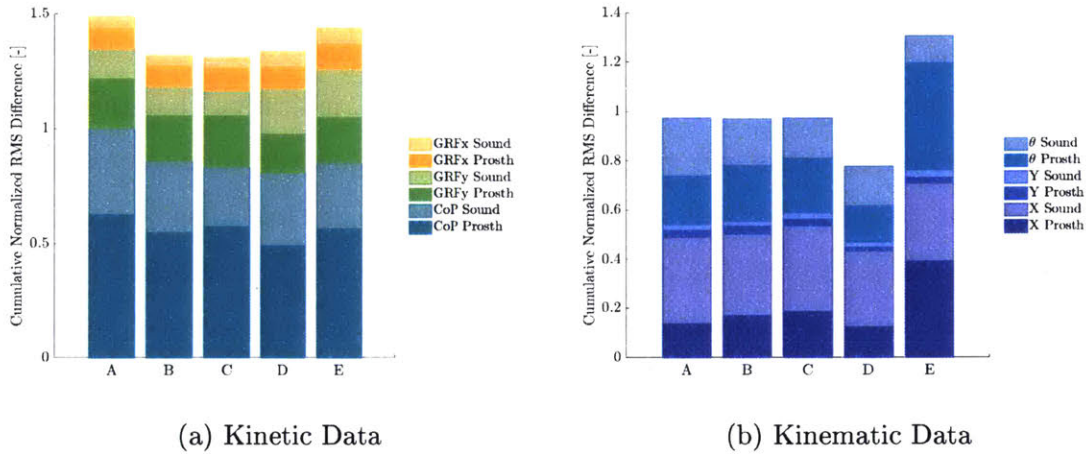 Cumulative Normalized RMS Difference [-]
1.5
1
0.5
0
A B C D E
GRFx Sound
GRFx Prosth
GRFy Sound
GRFy Prosth
CoP Sound
CoP Prosth
(a) Kinetic Data
Cumulative Normalized RMS Difference [-]
1.4
1.2
1
0.8
0.6
0.4
0.2
0
A B C D E
θ Sound
θ Prosth
Y Sound
Y Prosth
X Sound
X Prosth
(b) Kinematic Data